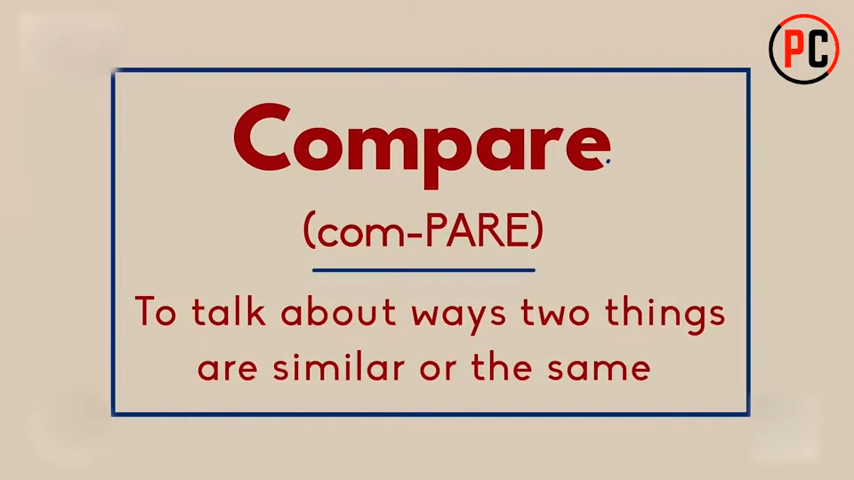 PC
Compare
(com-PARE)
To talk about ways two things
are similar or the same